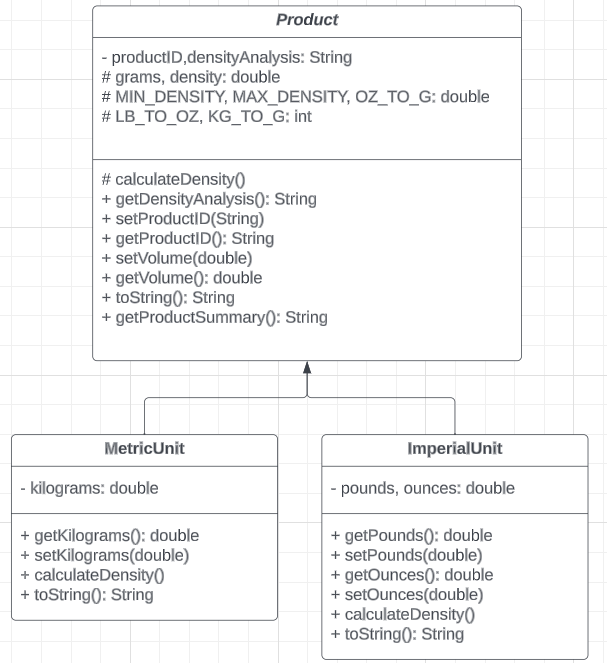 Product
- productID,densityAnalysis: String
# grams, density: double
# MIN_DENSITY, MAX_DENSITY, OZ_TO_G: double
# LB_TO_OZ, KG_TO_G: int
# calculateDensity()
+ getDensityAnalysis(): String
+ setProductID(String)
+ getProductID(): String
+ setVolume(double)
+ getVolume(): double
+ toString(): String
+ getProductSummary(): String
MetricUnit
- kilograms: double
+ getKilograms(): double
+ setKilograms(double)
+ calculateDensity()
+ toString(): String
ImperialUnit
- pounds, ounces: double
+ getPounds(): double
+ setPounds(double)
+ getOunces(): double
+ setOunces(double)
+ calculateDensity()
+ toString(): String